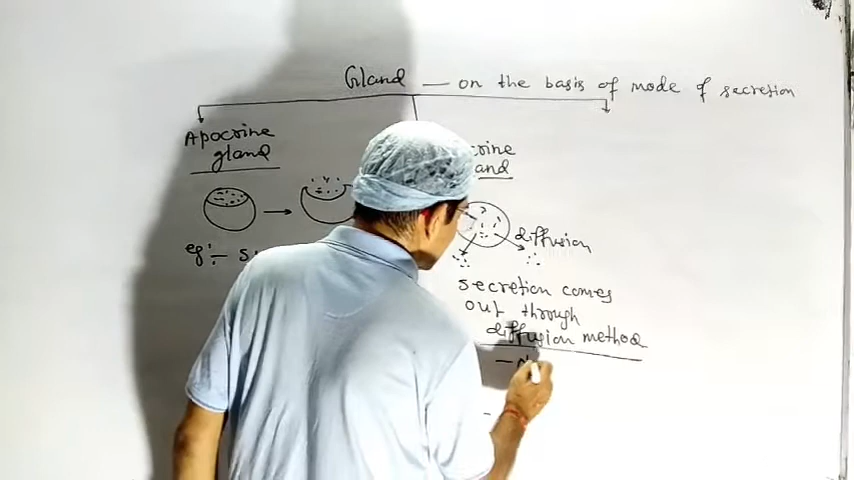 Gland — on the basis of mode of secretion
Apocrine
gland
crine
and
diffusion
eg:- S
secretion comes
out through
diffusion method
—
-